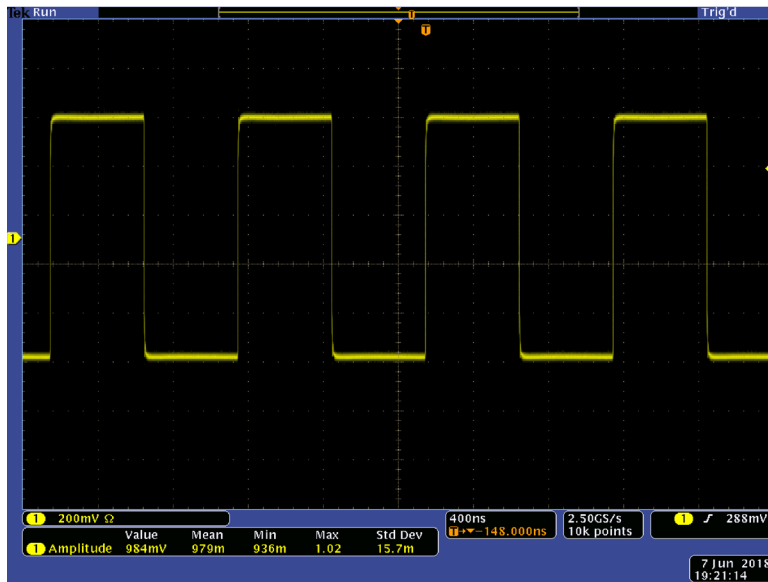 Tek Run Trig'd
T
T
1
1 200mV Ω 400ns 2.50GS/s 1 288mV
T→▼−148.000ns 10k points
Value Mean Min Max Std Dev
1 Amplitude 984mV 979m 936m 1.02 15.7m
7 Jun 2018
19:21:14